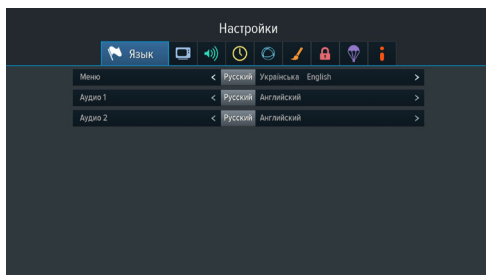 Настройки
Язык
Меню < Русский Українська English >
Аудио 1 < Русский Английский >
Аудио 2 < Русский Английский >